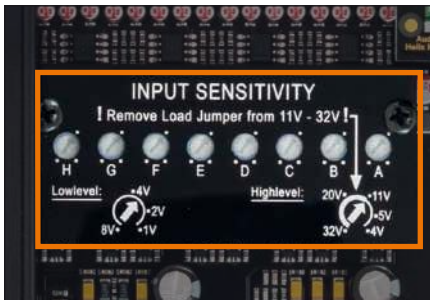 INPUT SENSITIVITY
! Remove Load Jumper from 11V - 32V !
H G F E D C B A
Lowlevel: 4V 2V 8V 1V
Highlevel: 20V 11V 5V 32V 4V